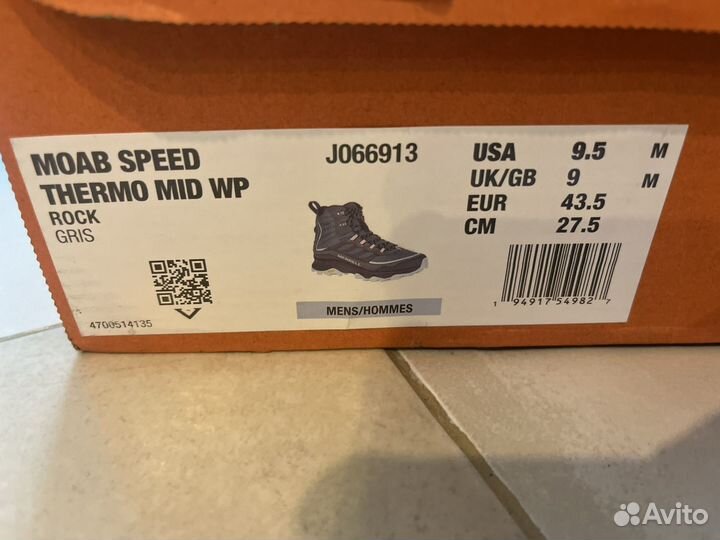 MOAB SPEED
THERMO MID WP
ROCK
GRIS
4700514135
J066913
MERRELL
MENS/HOMMES
USA 9.5 M
UK/GB 9 M
EUR 43.5
CM 27.5
1 94917 54982 7
Avito